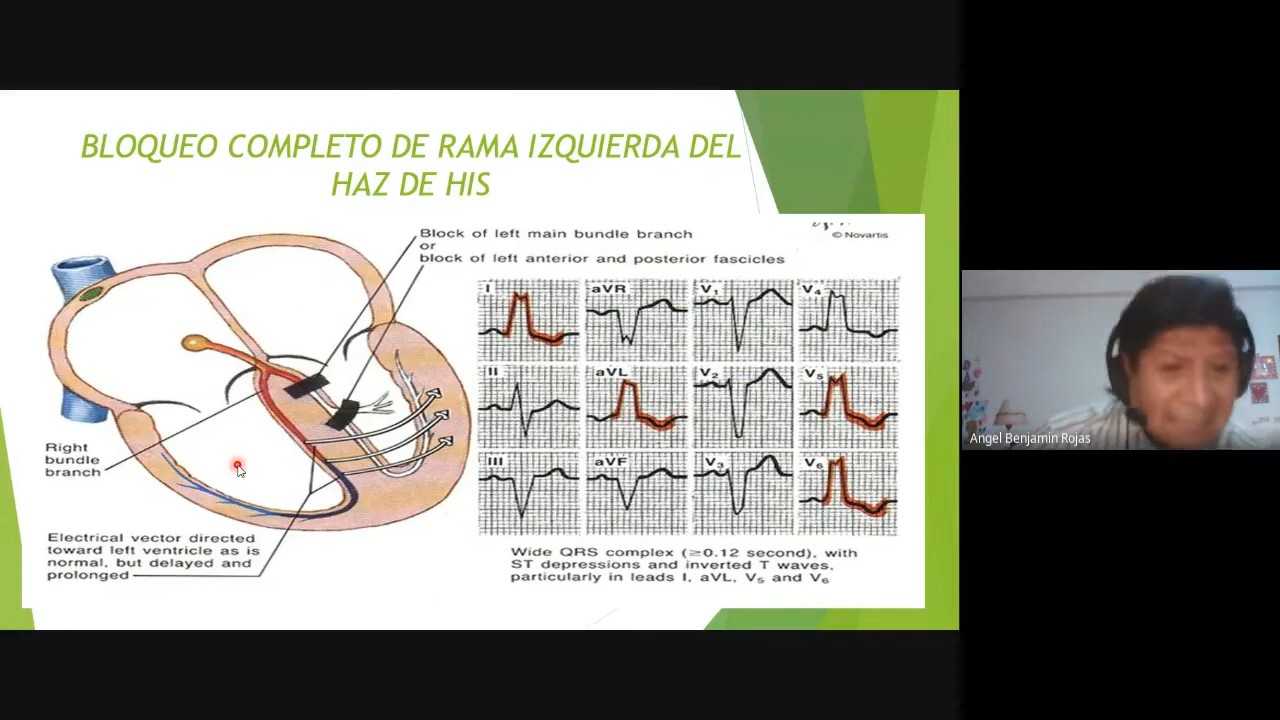 BLOQUEO COMPLETO DE RAMA IZQUIERDA DEL
HAZ DE HIS
Block of left main bundle branch
or
block of left anterior and posterior fascicles
© Novartis
I
aVR
V₁
V₄
II
aVL
V₂
V₅
III
aVF
V₃
V₆
Right
bundle
branch
Electrical vector directed
toward left ventricle as is
normal, but delayed and
prolonged
Wide QRS complex (≥0.12 second), with
ST depressions and inverted T waves,
particularly in leads I, aVL, V₅ and V₆
Angel Benjamin Rojas